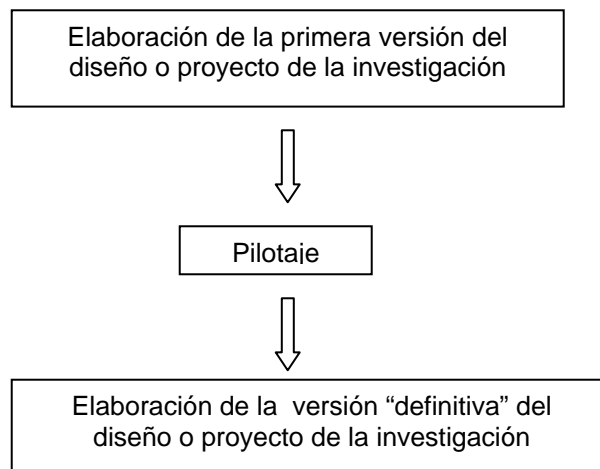 Elaboración de la primera versión del
diseño o proyecto de la investigación
Pilotaje
Elaboración de la versión “definitiva” del
diseño o proyecto de la investigación